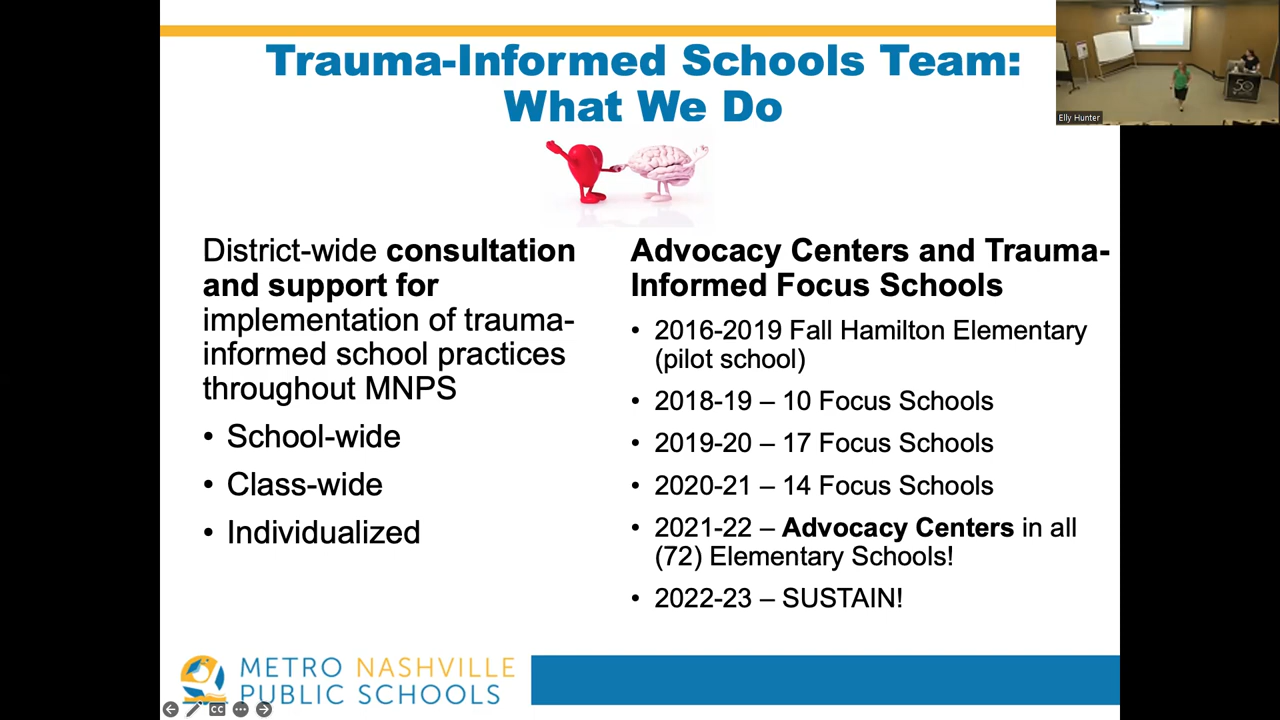 Trauma-Informed Schools Team:
What We Do
Elly Hunter
50
District-wide consultation
and support for
implementation of trauma-
informed school practices
throughout MNPS
• School-wide
• Class-wide
• Individualized
Advocacy Centers and Trauma-
Informed Focus Schools
• 2016-2019 Fall Hamilton Elementary
(pilot school)
• 2018-19 – 10 Focus Schools
• 2019-20 – 17 Focus Schools
• 2020-21 – 14 Focus Schools
• 2021-22 – Advocacy Centers in all
(72) Elementary Schools!
• 2022-23 – SUSTAIN!
METRO NASHVILLE
PUBLIC SCHOOLS
CC